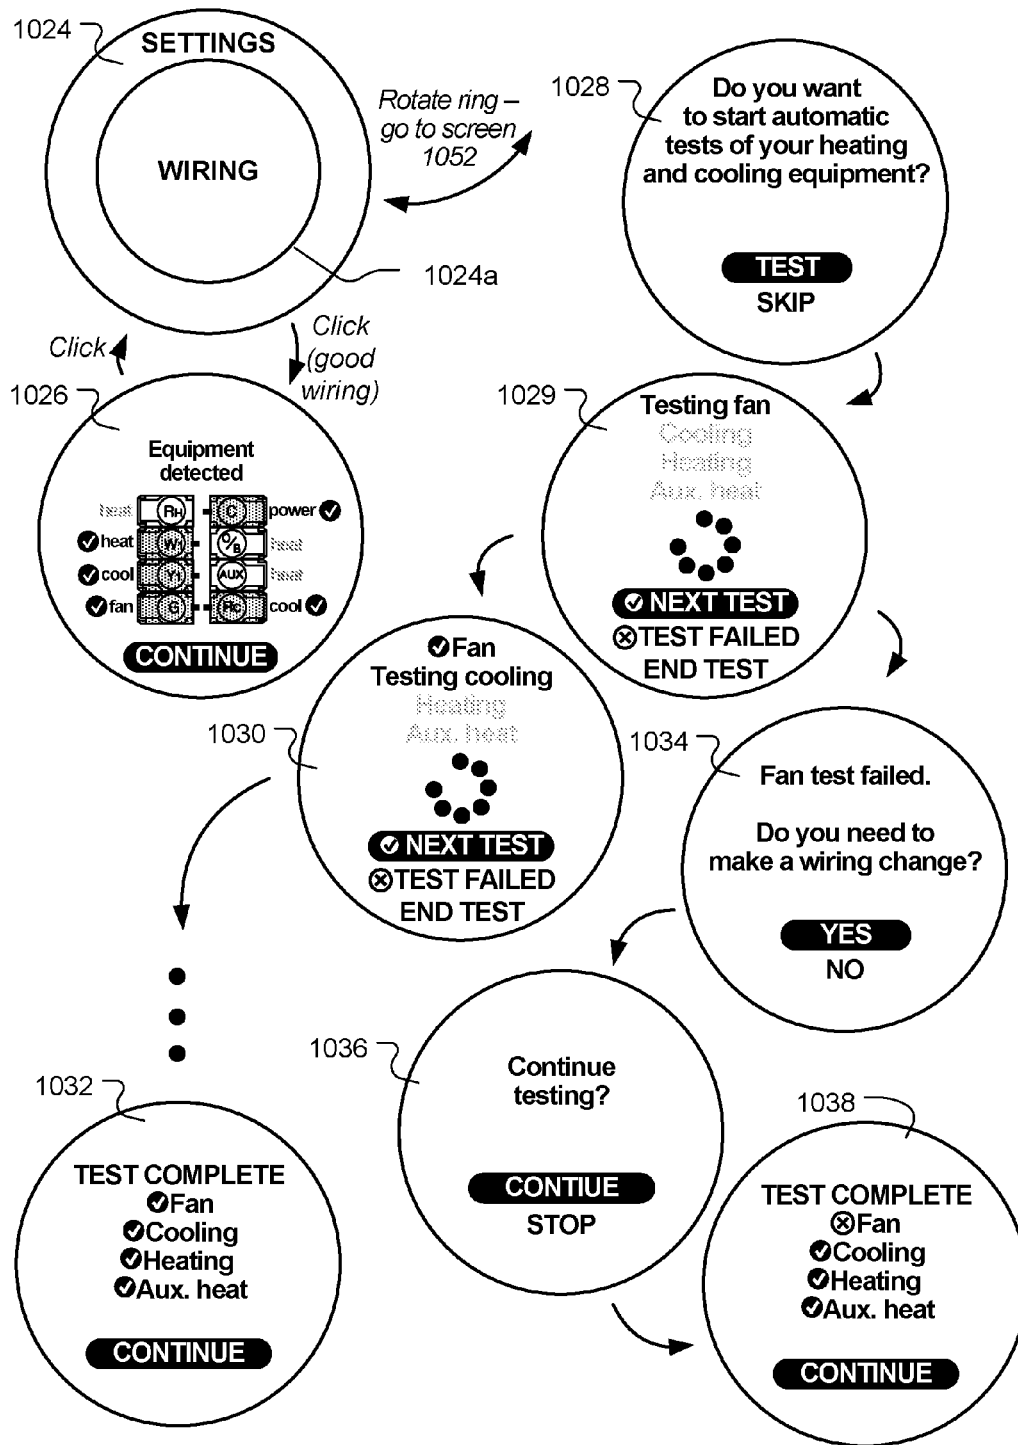 1024
SETTINGS
WIRING
1024a
Rotate ring –
go to screen
1052
1028
Do you want
to start automatic
tests of your heating
and cooling equipment?
TEST
SKIP
Click
Click
(good
wiring)
1026
Equipment
detected
heat RH C power
heat W1 O/B heat
cool Y1 AUX heat
fan G RC cool
CONTINUE
1029
Testing fan
Cooling
Heating
Aux. heat
NEXT TEST
TEST FAILED
END TEST
1030
Fan
Testing cooling
Heating
Aux. heat
NEXT TEST
TEST FAILED
END TEST
1034
Fan test failed.
Do you need to
make a wiring change?
YES
NO
1036
Continue
testing?
CONTIUE
STOP
1032
TEST COMPLETE
Fan
Cooling
Heating
Aux. heat
CONTINUE
1038
TEST COMPLETE
Fan
Cooling
Heating
Aux. heat
CONTINUE